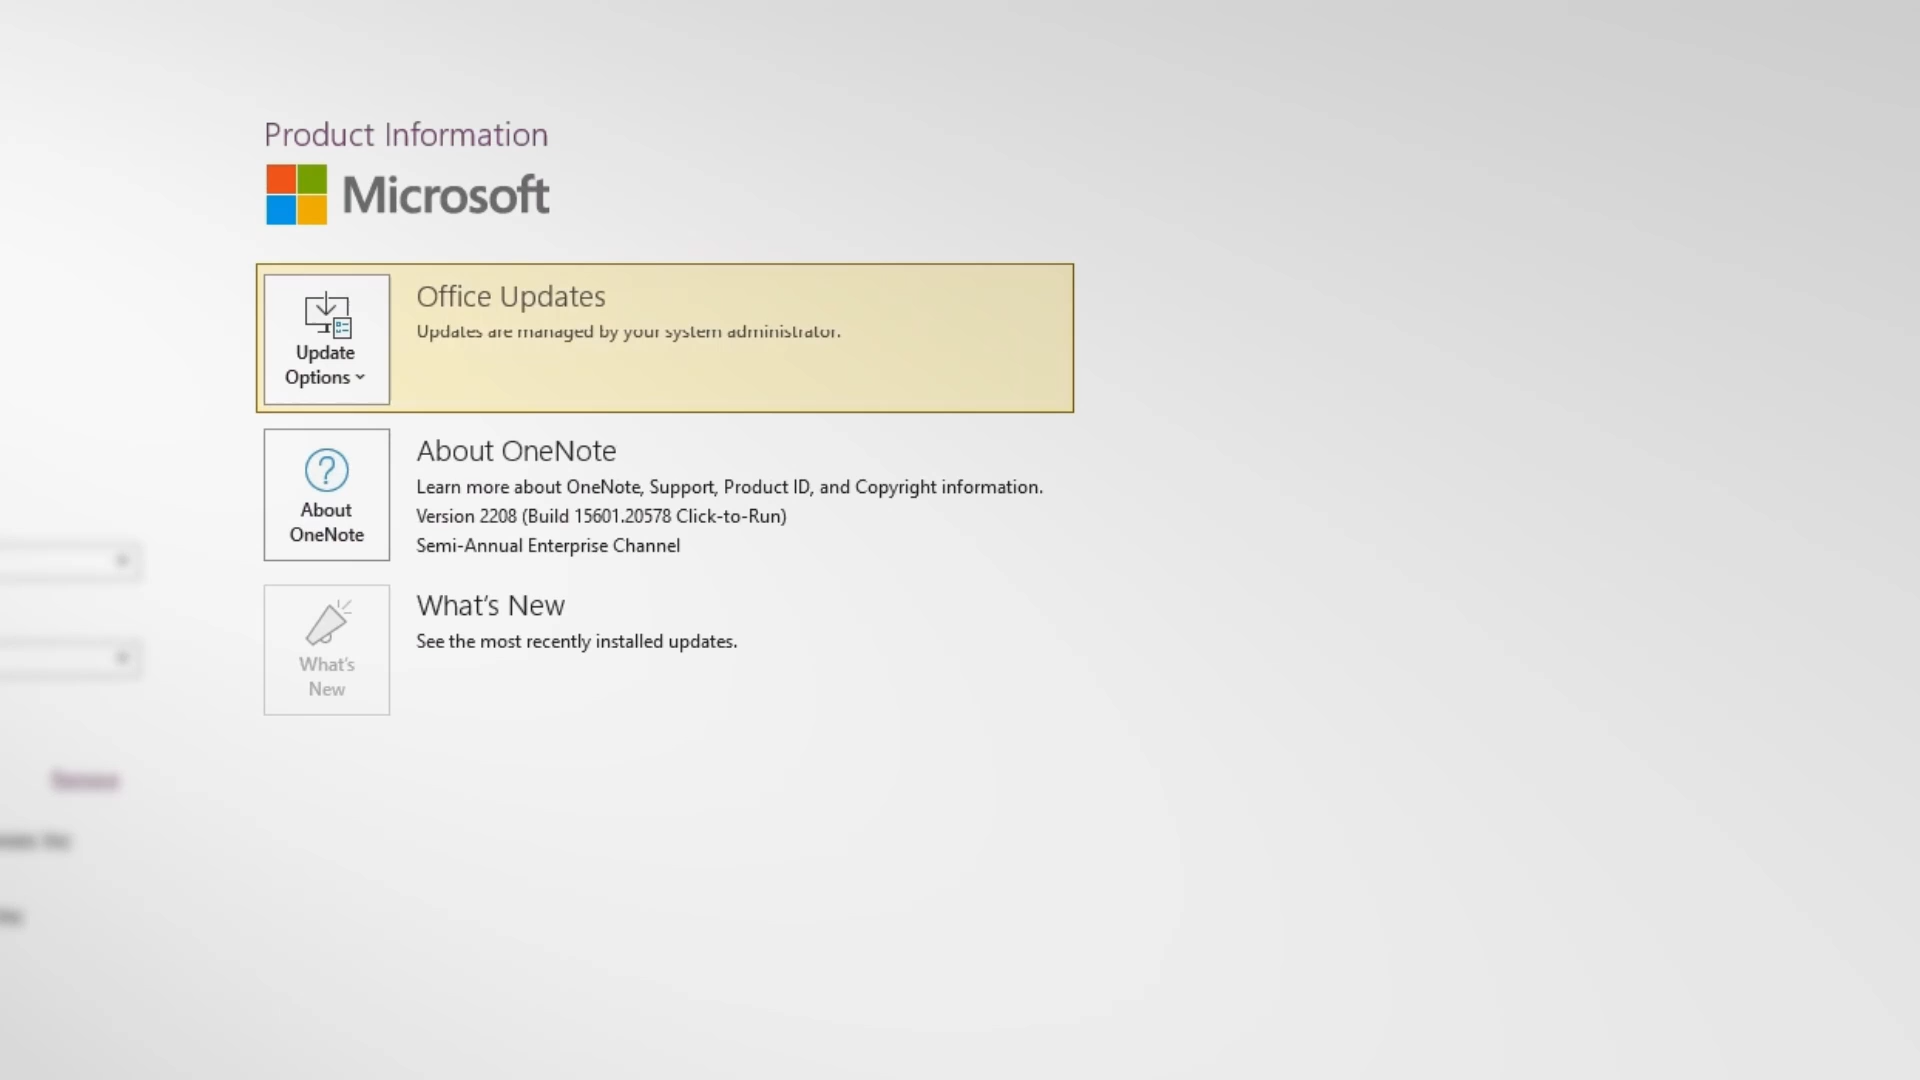 Product Information
Microsoft
Office Updates
Updates are managed by your system administrator.
Update
Options
About OneNote
Learn more about OneNote, Support, Product ID, and Copyright information.
Version 2208 (Build 15601.20578 Click-to-Run)
Semi-Annual Enterprise Channel
About
OneNote
What's New
See the most recently installed updates.
What's
New